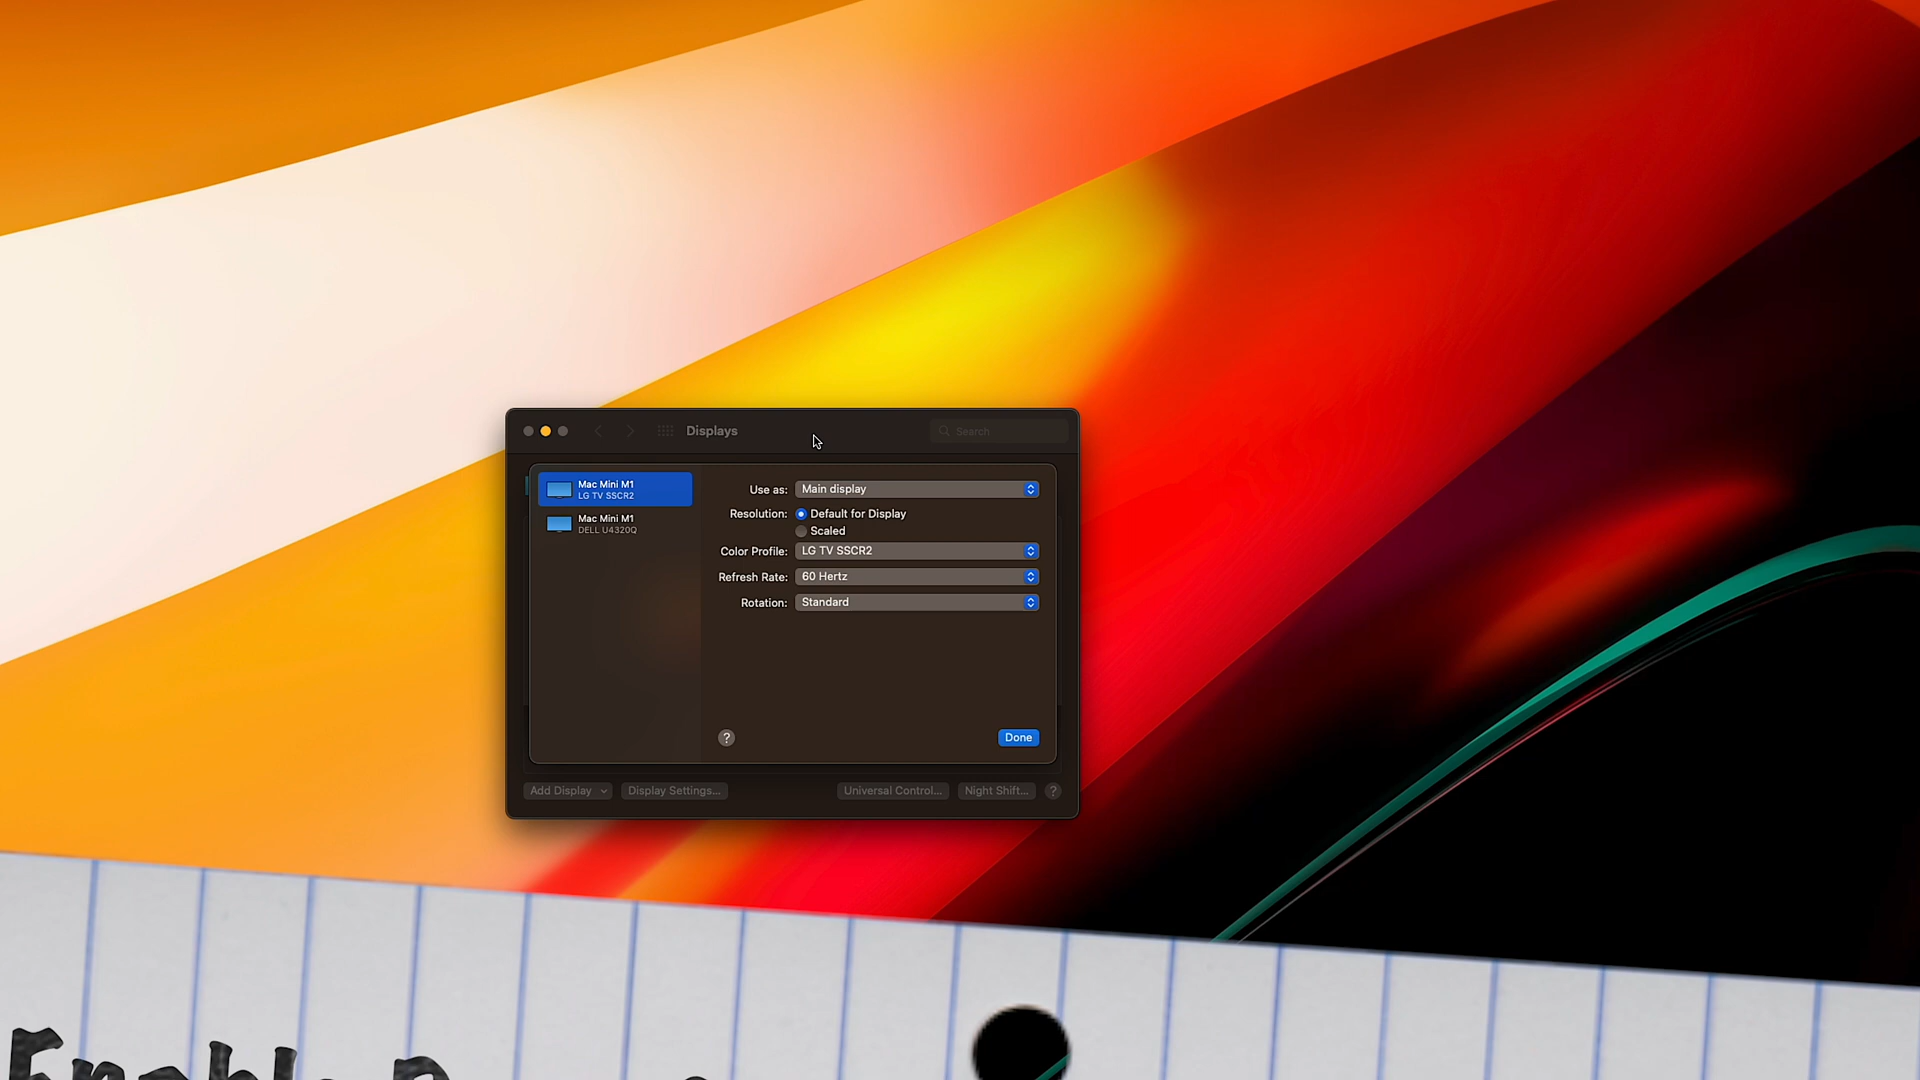 Displays
Search
Mac Mini M1
LG TV SSCR2
Mac Mini M1
DELL U4320Q
Use as: Main display
Resolution: Default for Display
Scaled
Color Profile: LG TV SSCR2
Refresh Rate: 60 Hertz
Rotation: Standard
?
Done
Add Display
Display Settings...
Universal Control...
Night Shift...
?
Enable